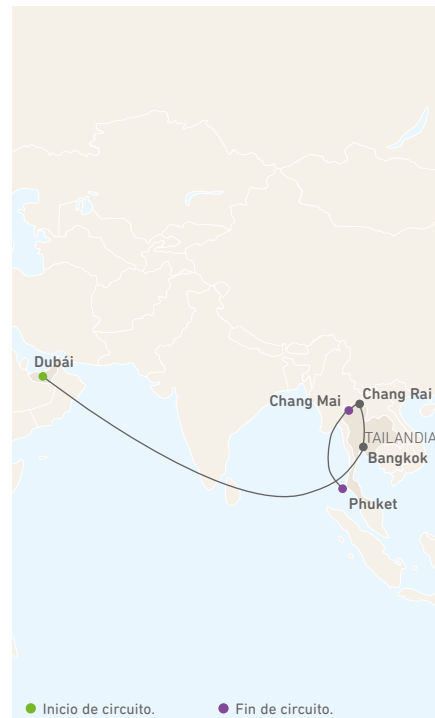 Dubái
Chang Mai
Chang Rai
TAILANDIA
Bangkok
Phuket
Inicio de circuito.
Fin de circuito.